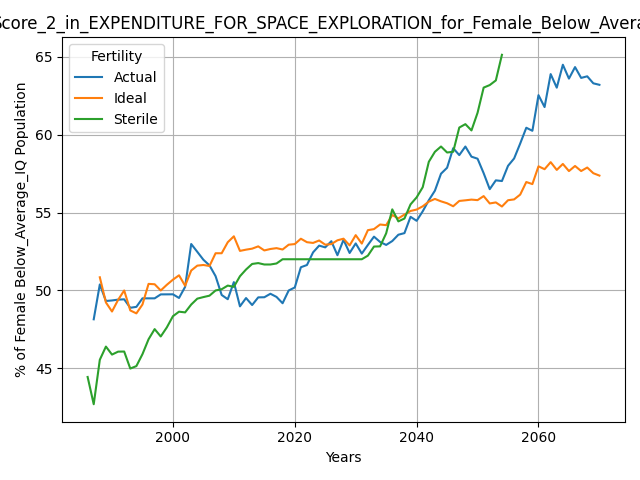 Score_2_in_EXPENDITURE_FOR_SPACE_EXPLORATION_for_Female_Below_Avera
Fertility
Actual
Ideal
Sterile
% of Female Below_Average_IQ Population
65
60
55
50
45
2000
2020
2040
2060
Years